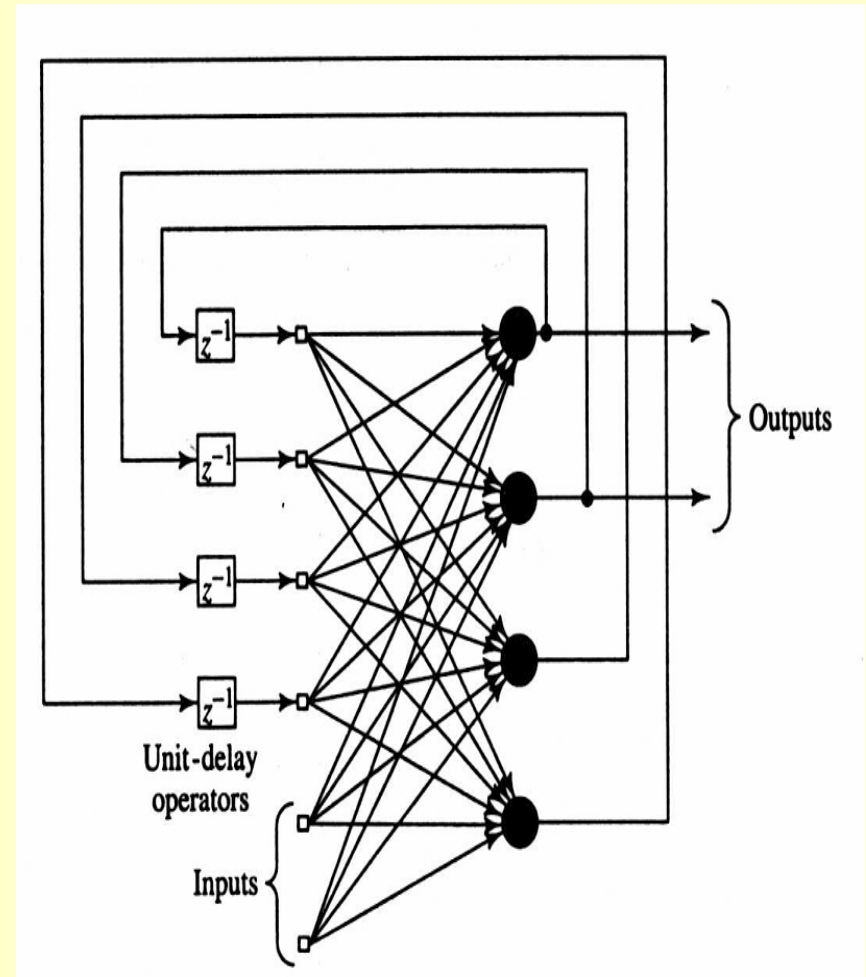 z⁻¹
z⁻¹
z⁻¹
z⁻¹
Outputs
Unit-delay
operators
Inputs